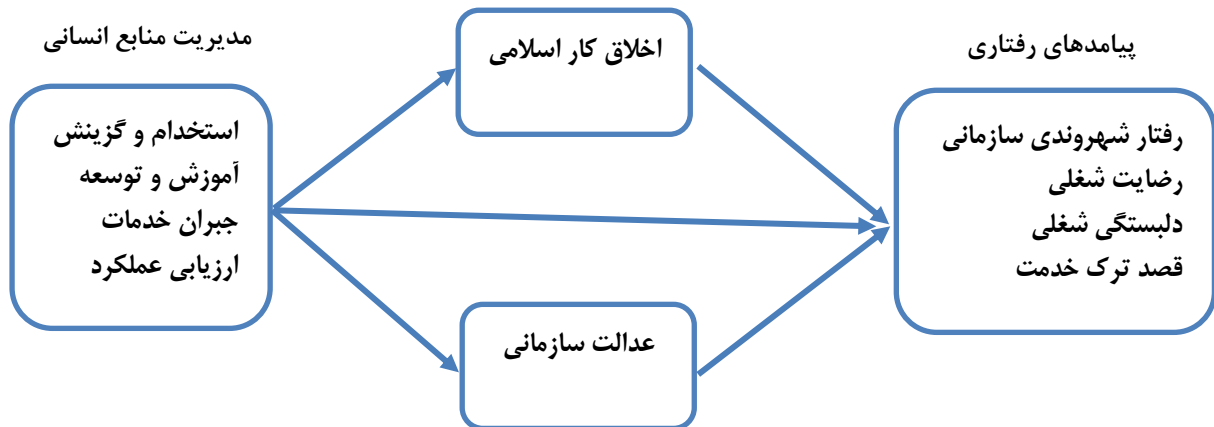 پیامدهای رفتاری
رفتار شهروندی سازمانی
رضایت شغلی
دلبستگی شغلی
قصد ترک خدمت
اخلاق کار اسلامی
عدالت سازمانی
مدیریت منابع انسانی
استخدام و گزینش
آموزش و توسعه
جبران خدمات
ارزیابی عملکرد